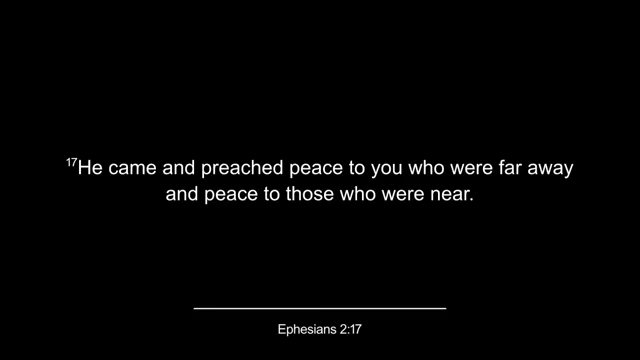 17He came and preached peace to you who were far away
and peace to those who were near.
Ephesians 2:17